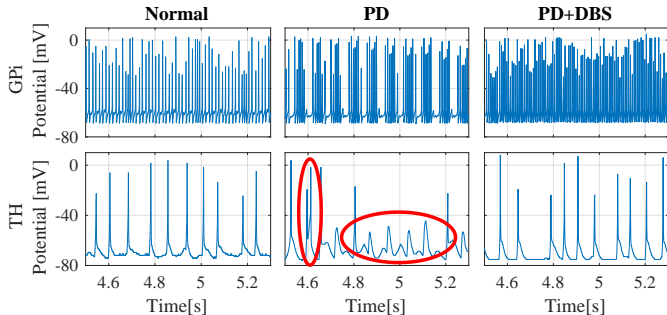 Normal PD PD+DBS
GPi
Potential [mV]
0
-40
-80
TH
Potential [mV]
0
-40
-80
4.6 4.8 5 5.2 4.6 4.8 5 5.2 4.6 4.8 5 5.2
Time[s] Time[s] Time[s]